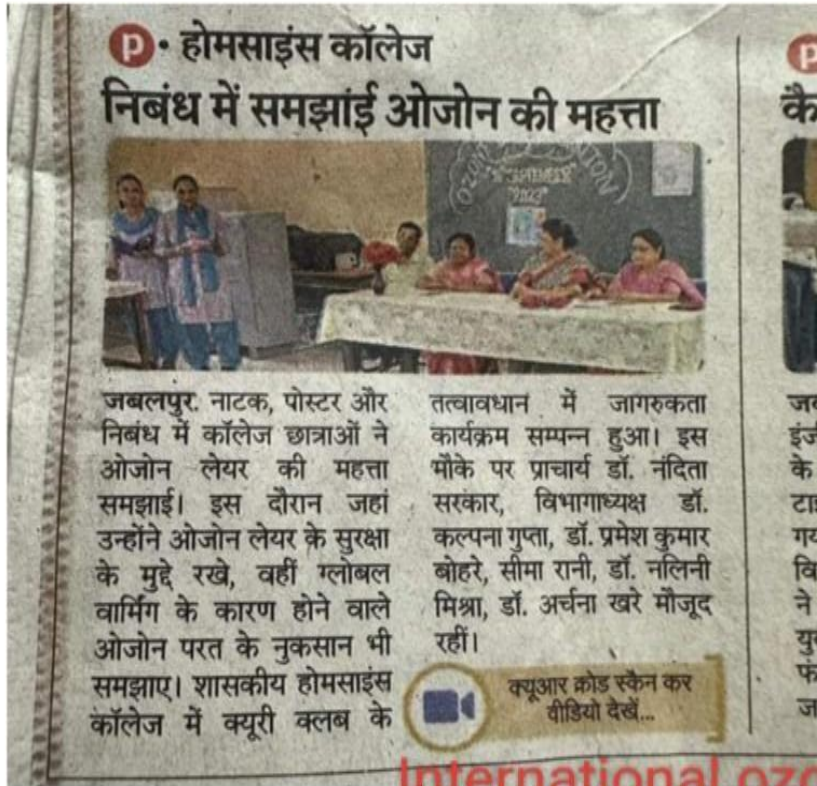 p • होमसाइंस कॉलेज
निबंध में समझांई ओजोन की महत्ता
जबलपुर. नाटक, पोस्टर और
निबंध में कॉलेज छात्राओं ने
ओजोन लेयर की महत्ता
समझाई। इस दौरान जहां
उन्होंने ओजोन लेयर के सुरक्षा
के मुद्दे रखे, वहीं ग्लोबल
वार्मिंग के कारण होने वाले
ओजोन परत के नुकसान भी
समझाए। शासकीय होमसाइंस
कॉलेज में क्यूरी क्लब के
तत्वावधान में जागरुकता
कार्यक्रम सम्पन्न हुआ। इस
मौके पर प्राचार्य डॉ. नंदिता
सरकार, विभागाध्यक्ष डॉ.
कल्पना गुप्ता, डॉ. प्रमेश कुमार
बोहरे, सीमा रानी, डॉ. नलिनी
मिश्रा, डॉ. अर्चना खरे मौजूद
रहीं।
क्यूआर क्रोड स्कैन कर
वीडियो देखें...
p
कै
के
ने
International